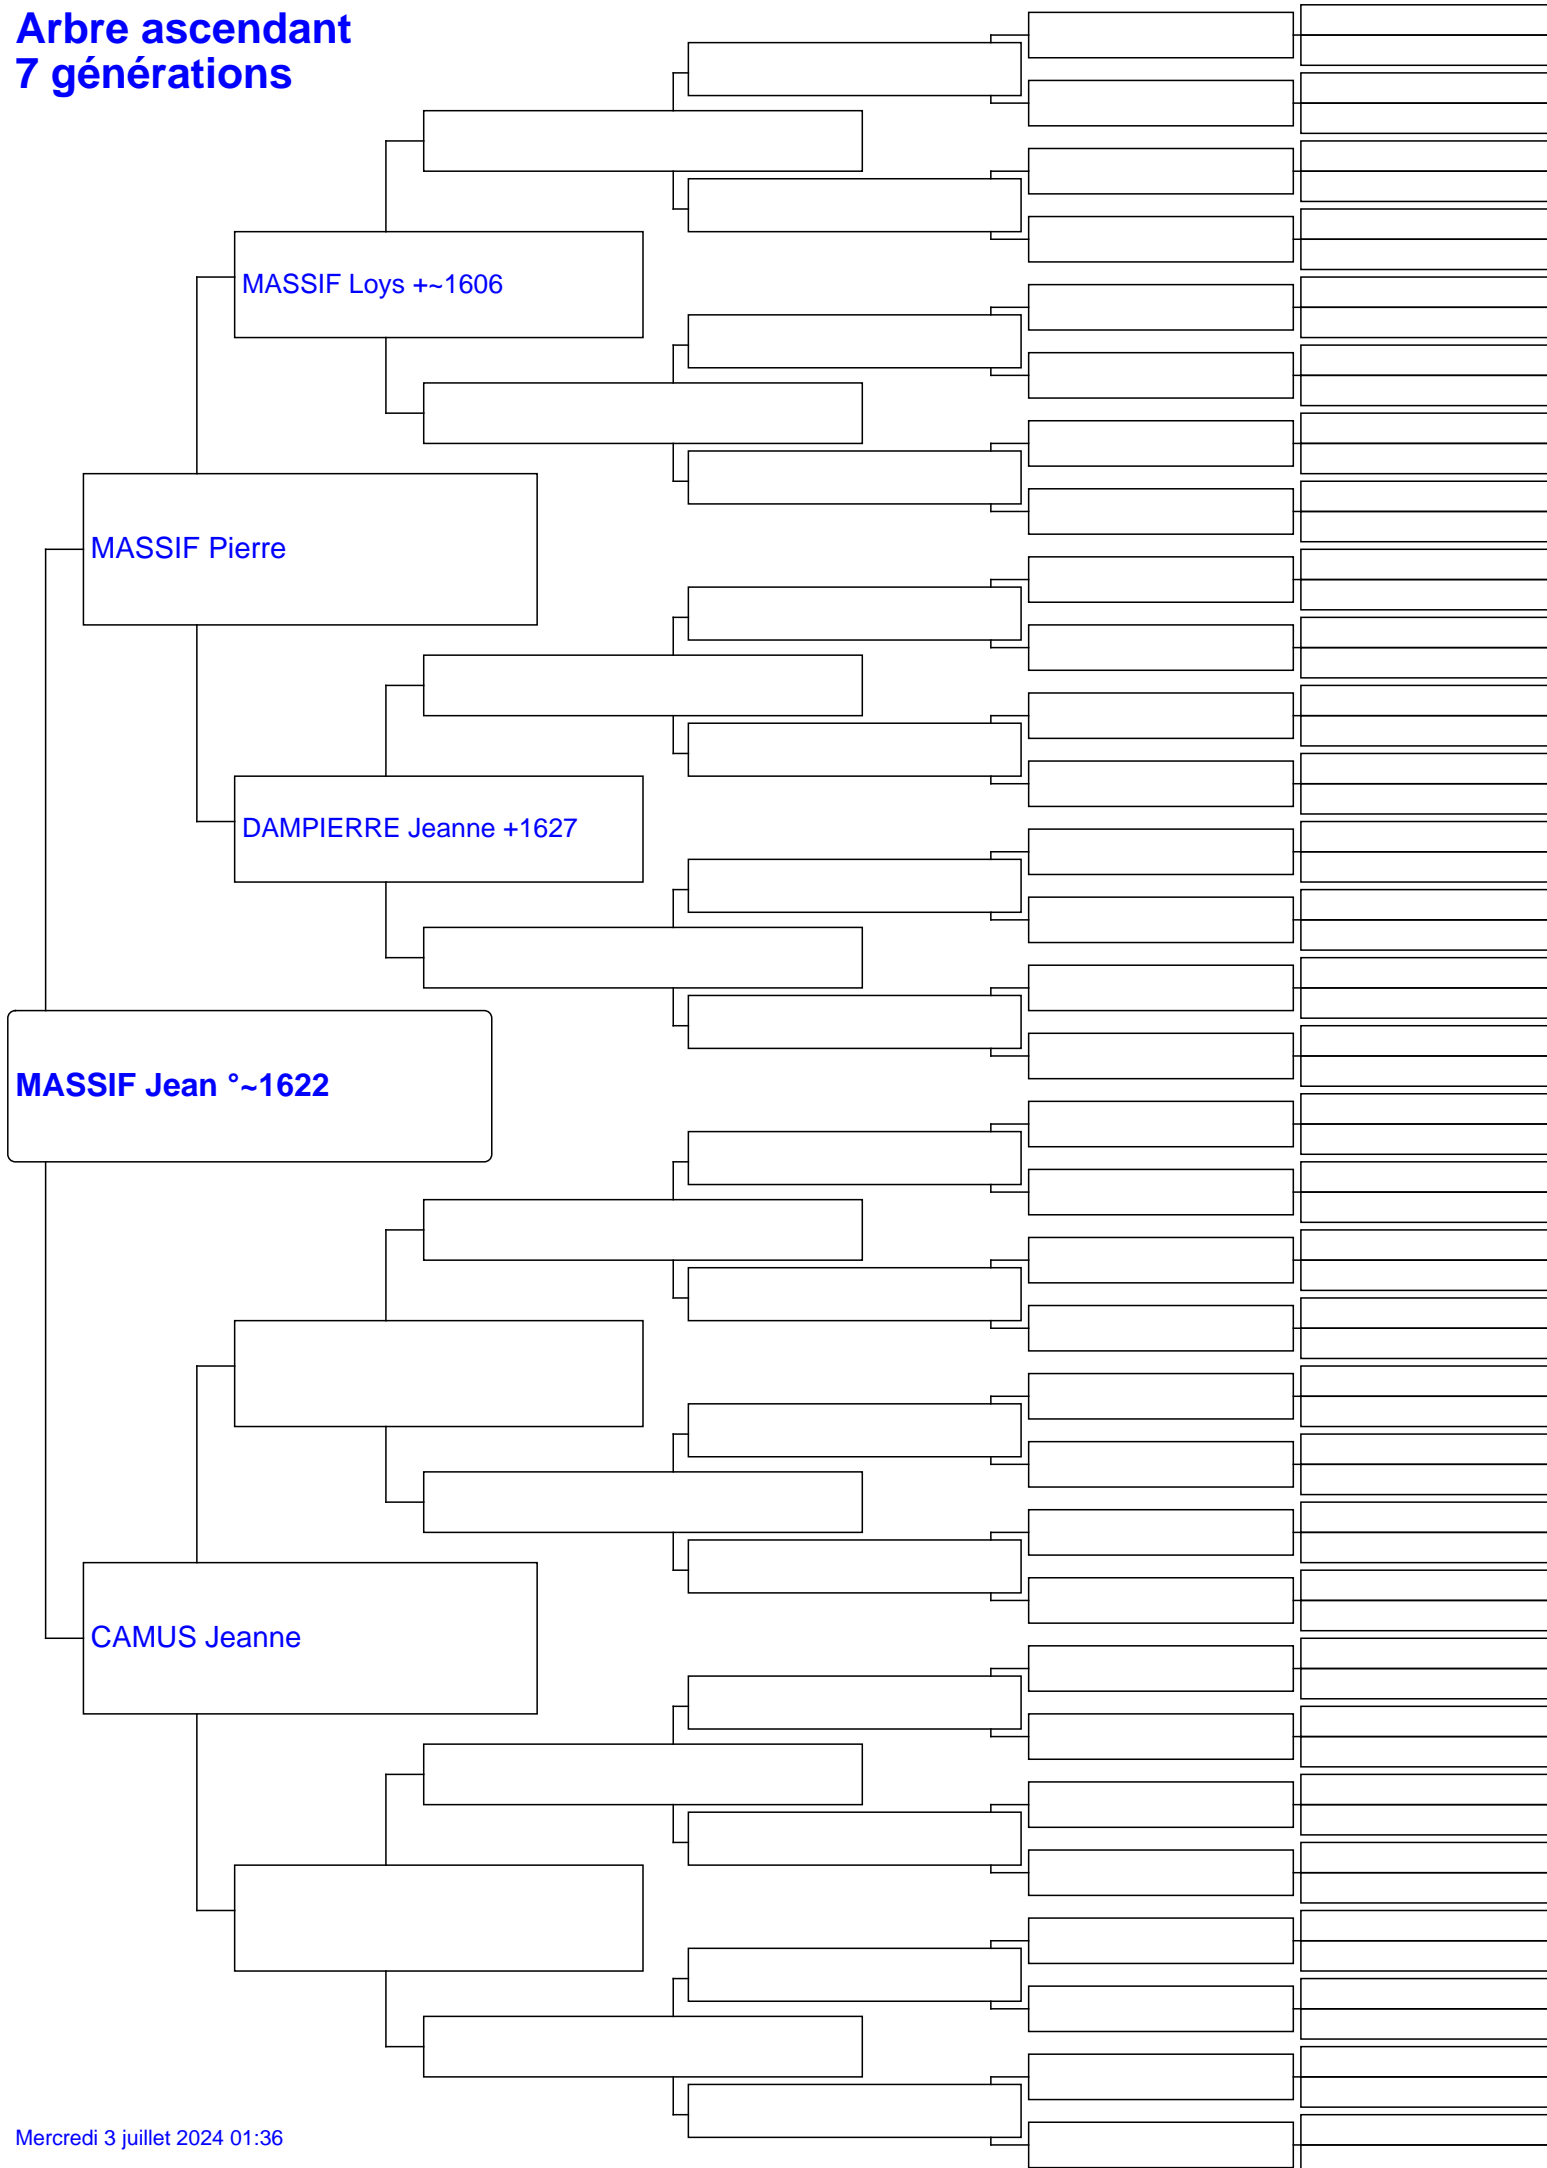 Arbre ascendant
7 générations
MASSIF Loys +~1606
MASSIF Pierre
DAMPIERRE Jeanne +1627
MASSIF Jean °~1622
CAMUS Jeanne
Mercredi 3 juillet 2024 01:36